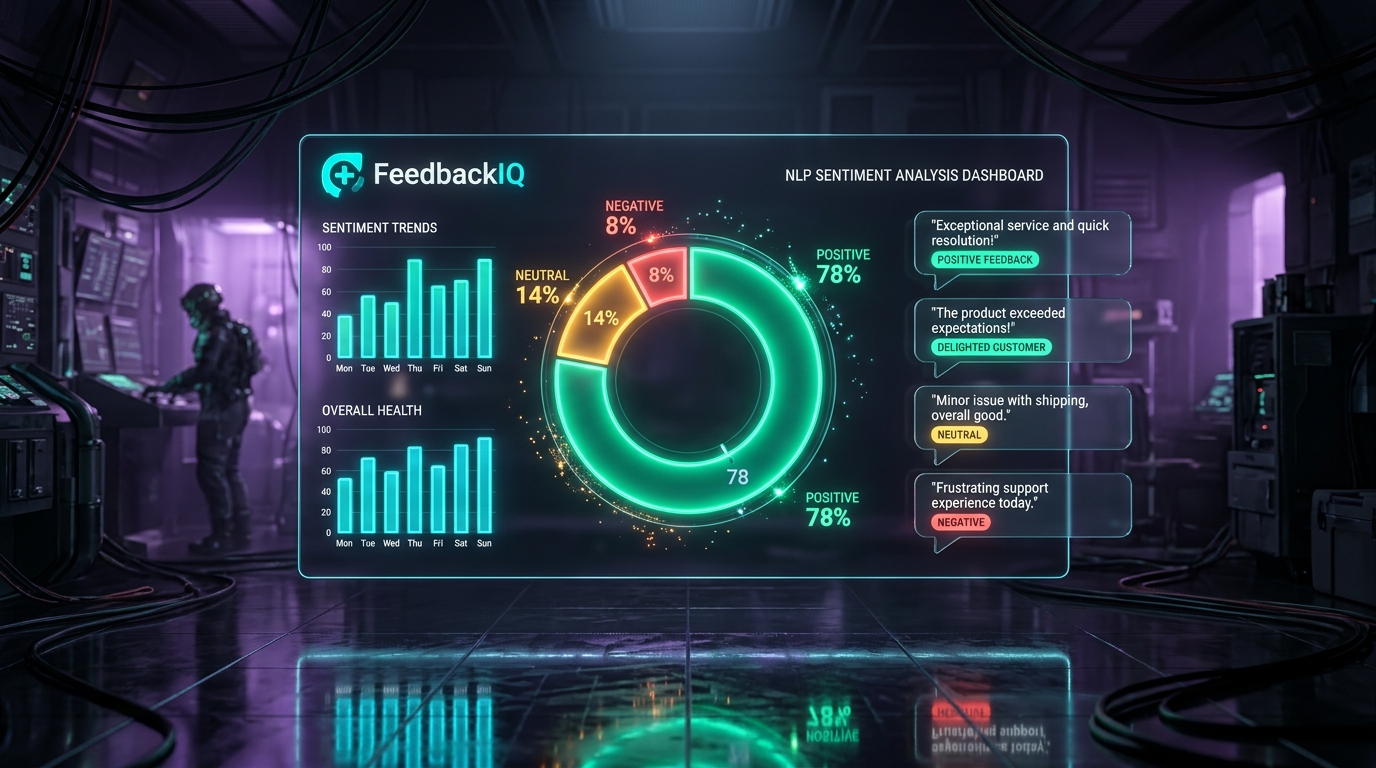 FeedbackIQ
NLP SENTIMENT ANALYSIS DASHBOARD
SENTIMENT TRENDS
100
80
60
40
20
0
Mon Tue Wed Thu Fri Sat Sun
OVERALL HEALTH
100
80
60
40
20
0
Mon Tue Wed Thu Fri Sat Sun
NEGATIVE
8%
NEUTRAL
14%
POSITIVE
78%
8%
14%
78
POSITIVE
78%
"Exceptional service and quick
resolution!"
POSITIVE FEEDBACK
"The product exceeded
expectations!"
DELIGHTED CUSTOMER
"Minor issue with shipping,
overall good."
NEUTRAL
"Frustrating support
experience today."
NEGATIVE